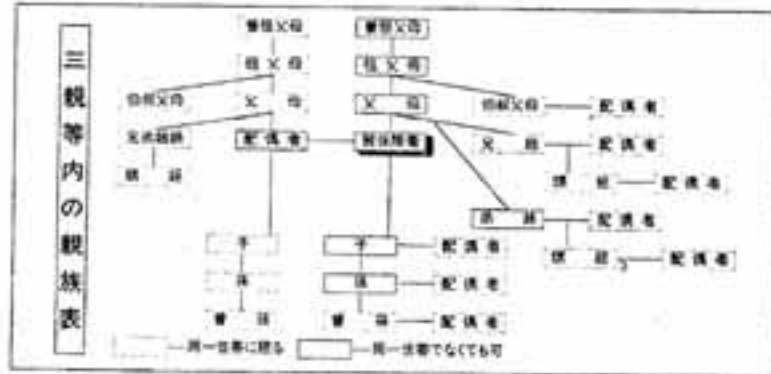 三親等内の親族表
曾祖父母 曾祖父母
祖父母 祖父母
伯叔父母 父母 父母 伯叔父母 配偶者
兄弟姉妹 配偶者 被保険者 兄姉 配偶者
甥姪 甥姪 配偶者
弟妹 配偶者
子 子 配偶者 甥姪 配偶者
孫 孫 配偶者
曾孫 曾孫 配偶者
同一世帯に限る 同一世帯でなくても可